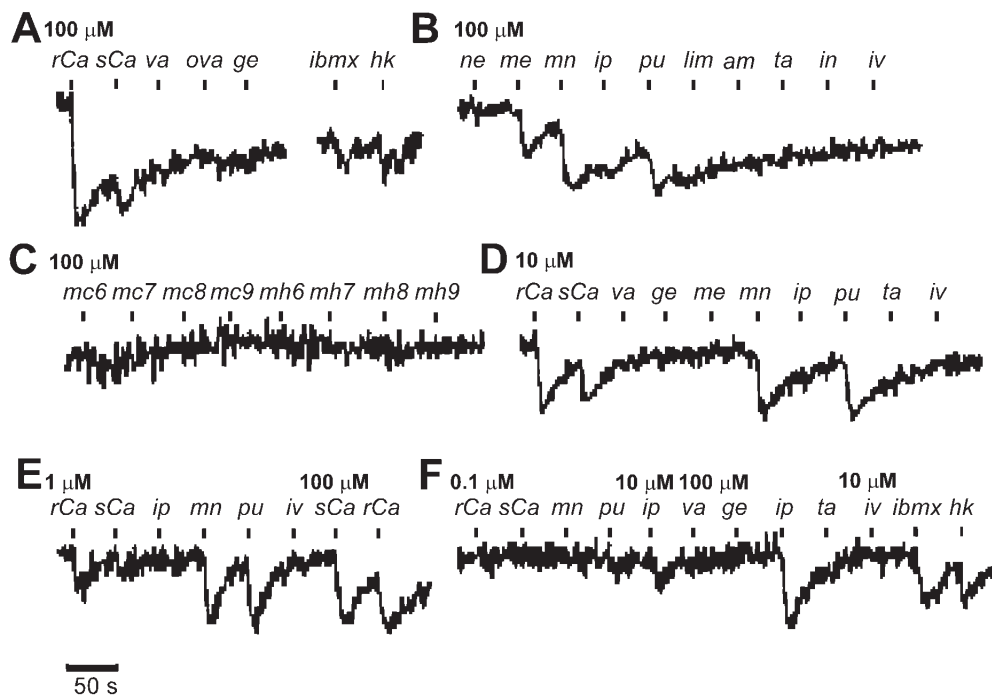 A 100 µM
rCa sCa va ova ge ibmx hk
B 100 µM
ne me mn ip pu lim am ta in iv
C 100 µM
mc6 mc7 mc8 mc9 mh6 mh7 mh8 mh9
D 10 µM
rCa sCa va ge me mn ip pu ta iv
E 1 µM 100 µM
rCa sCa ip mn pu iv sCa rCa
F 0.1 µM 10 µM 100 µM 10 µM
rCa sCa mn pu ip va ge ip ta iv ibmx hk
50 s